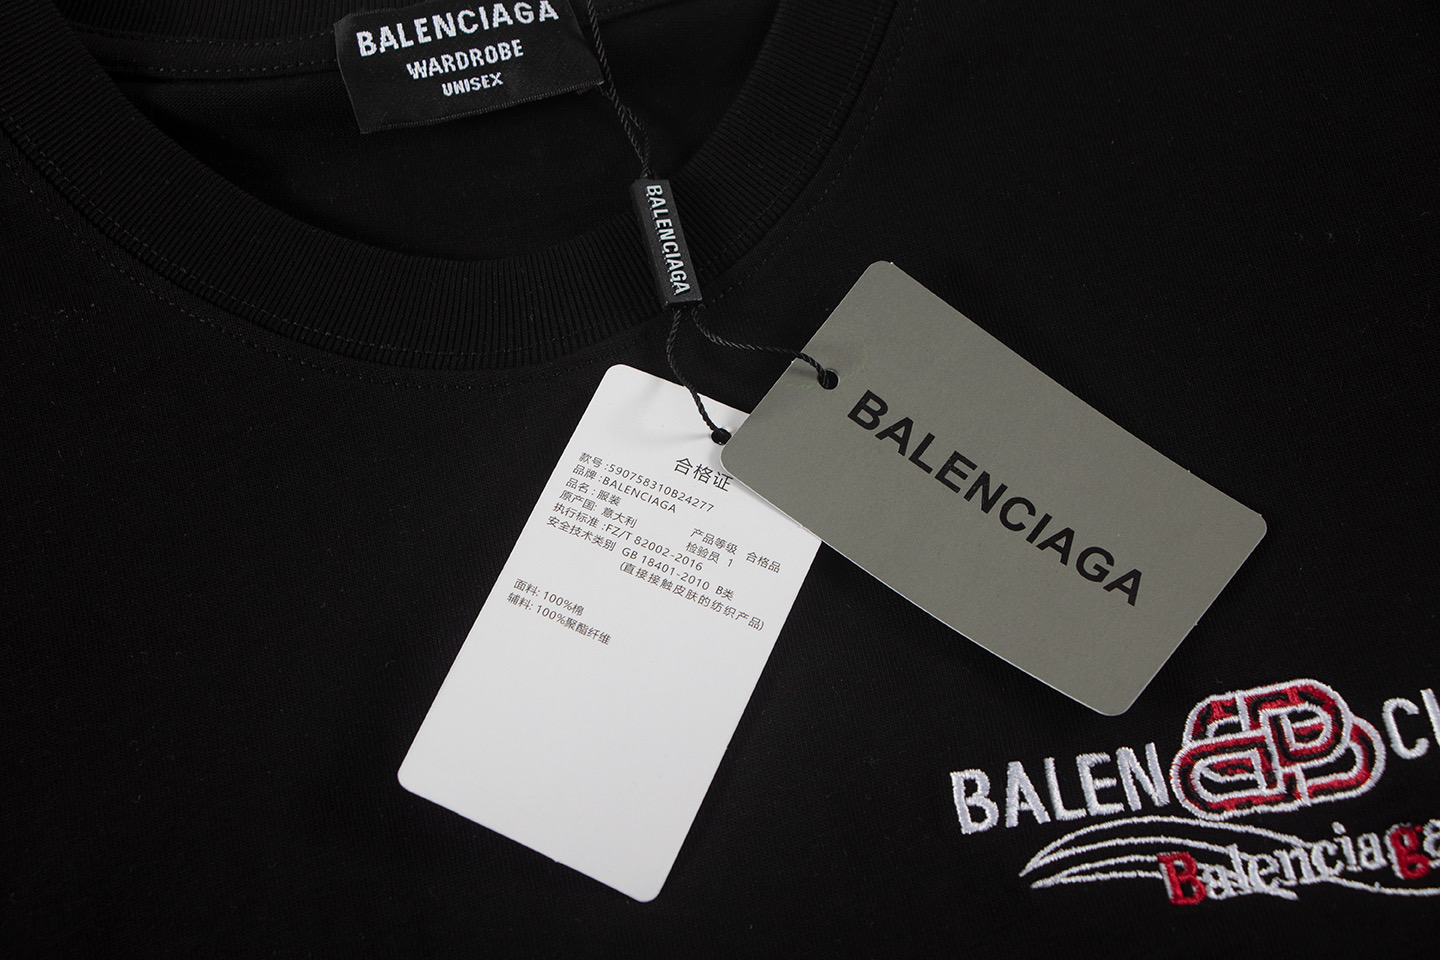 BALENCIAGA
WARDROBE
UNISEX
BALENCIAGA
BALENCIAGA
合格证
款号:590758310B24277
品牌:BALENCIAGA
品名: 服装
原产国: 意大利
产品等级 合格品
执行标准:FZ/T 82002-2016
检验员 1
安全技术类别 GB 18401-2010 B类
(直接接触皮肤的纺织产品)
面料: 100%棉
辅料: 100%聚酯纤维
BALEN
CI
Balenciaga